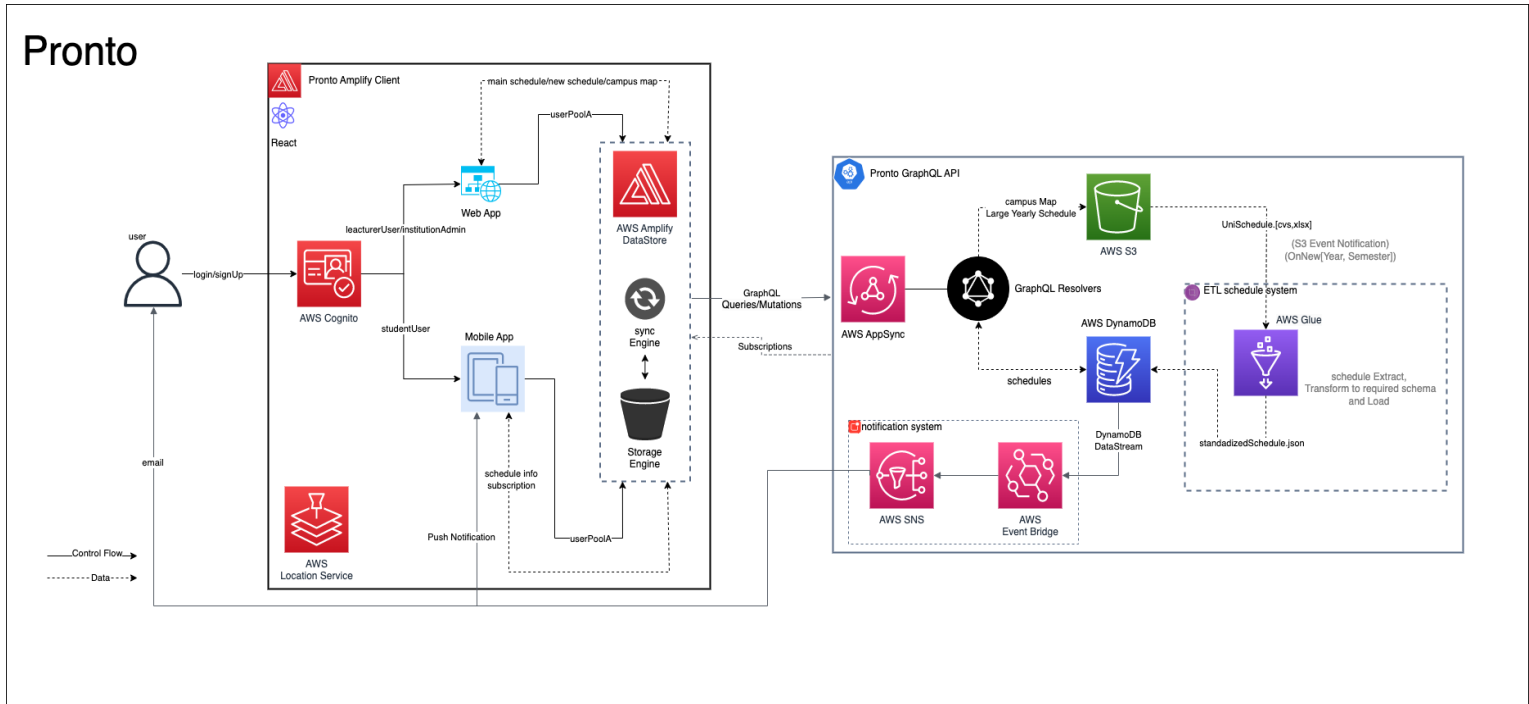 Pronto
Pronto Amplify Client
React
main schedule/new schedule/campus map
userPoolA
Web App
leacturerUser/institutionAdmin
user
login/signUp
AWS Cognito
studentUser
Mobile App
AWS Amplify
DataStore
sync
Engine
Storage
Engine
schedule info
subscription
userPoolA
Push Notification
email
AWS
Location Service
Control Flow
Data
GraphQL
Queries/Mutations
Subscriptions
Pronto GraphQL API
AWS AppSync
GraphQL Resolvers
campus Map
Large Yearly Schedule
AWS S3
UniSchedule.[cvs,xlsx]
(S3 Event Notification)
(OnNew[Year, Semester])
ETL schedule system
AWS Glue
schedule Extract,
Transform to required schema
and Load
standadizedSchedule.json
AWS DynamoDB
schedules
DynamoDB
DataStream
notification system
AWS SNS
AWS
Event Bridge